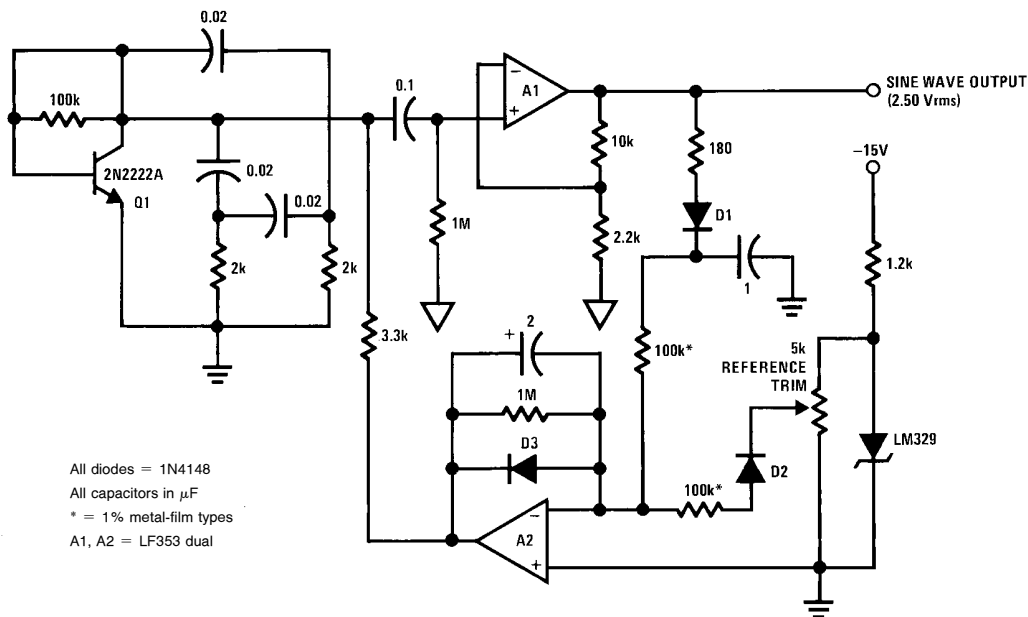 0.02
100k
2N2222A
Q1
0.02
0.02
2k
2k
0.1
1M
3.3k
−
A1
+
10k
2.2k
180
D1
1
SINE WAVE OUTPUT
(2.50 Vrms)
−15V
1.2k
5k
REFERENCE
TRIM
LM329
100k*
D2
100k*
+ 2
1M
D3
−
A2
+
All diodes = 1N4148
All capacitors in μF
* = 1% metal-film types
A1, A2 = LF353 dual